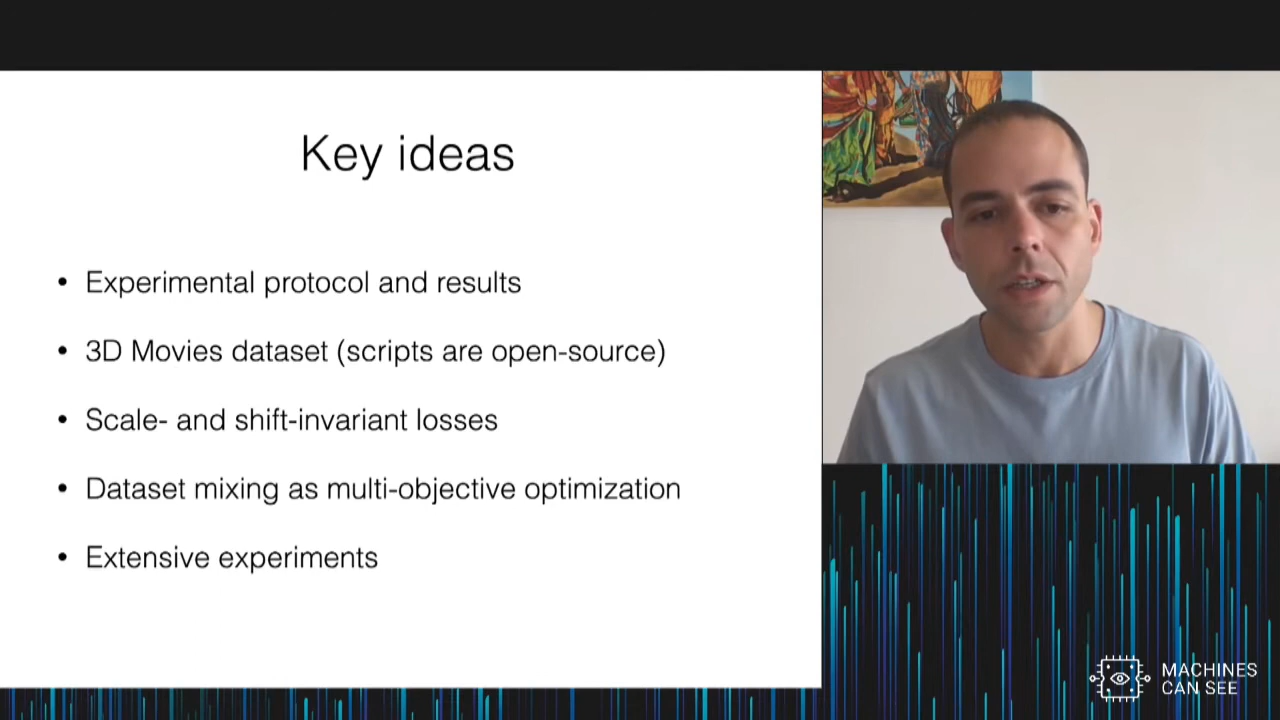 Key ideas
• Experimental protocol and results
• 3D Movies dataset (scripts are open-source)
• Scale- and shift-invariant losses
• Dataset mixing as multi-objective optimization
• Extensive experiments
MACHINES
CAN SEE